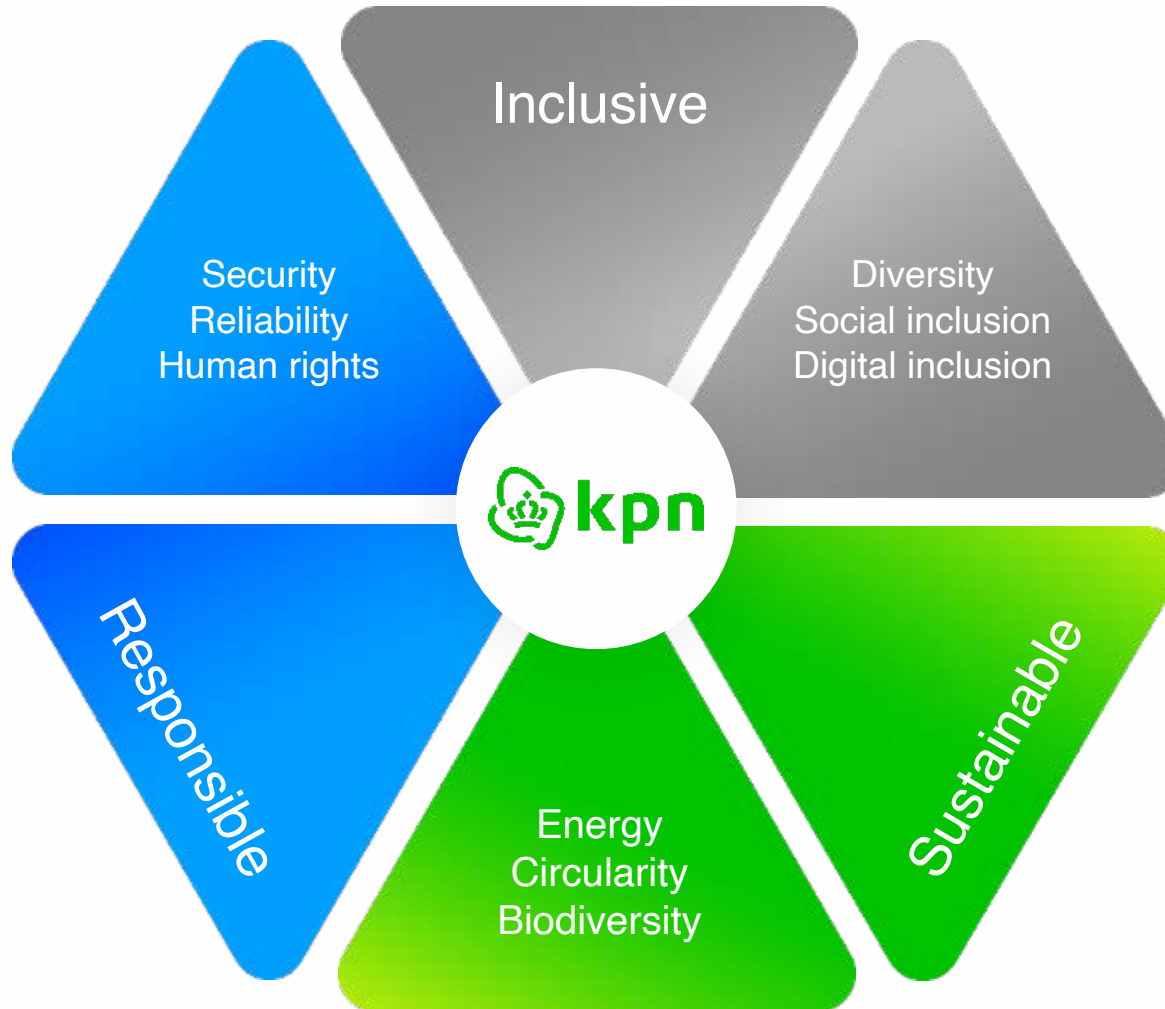 Inclusive
Security
Reliability
Human rights
Diversity
Social inclusion
Digital inclusion
kpn
Responsible
Sustainable
Energy
Circularity
Biodiversity